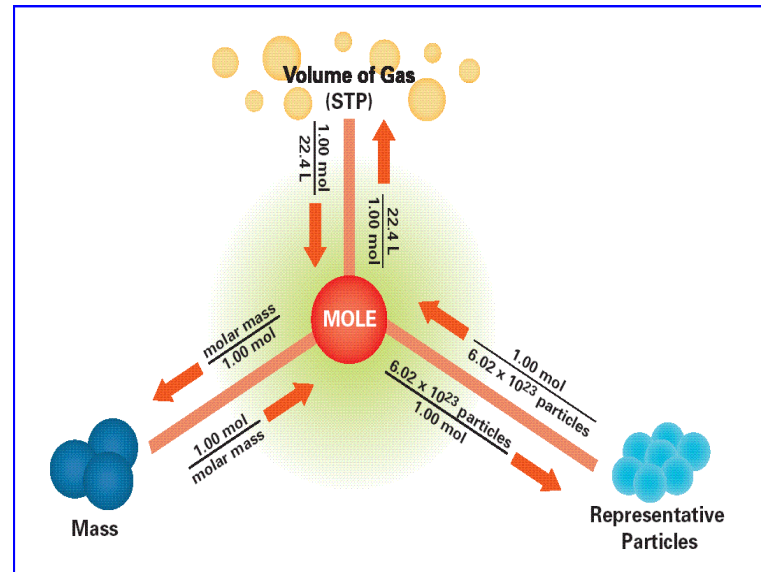 Volume of Gas
(STP)
1.00 mol
22.4 L
22.4 L
1.00 mol
MOLE
molar mass
1.00 mol
1.00 mol
molar mass
1.00 mol
6.02 x 10²³ particles
6.02 x 10²³ particles
1.00 mol
Mass
Representative
Particles